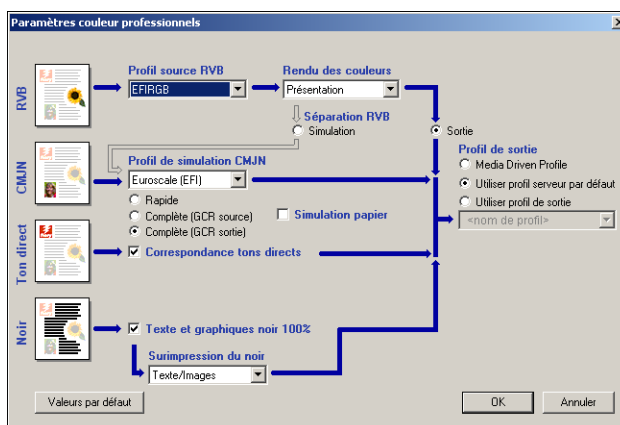 Paramètres couleur professionnels
RVB
Profil source RVB
EFIRGB
Rendu des couleurs
Présentation
Séparation RVB
Simulation
Sortie
CMJN
Profil de simulation CMJN
Euroscale (EFI)
Rapide
Complète (GCR source)
Complète (GCR sortie)
Simulation papier
Profil de sortie
Media Driven Profile
Utiliser profil serveur par défaut
Utiliser profil de sortie
<nom de profil>
Ton direct
Correspondance tons directs
Noir
Texte et graphiques noir 100%
Surimpression du noir
Texte/Images
Valeurs par défaut
OK
Annuler